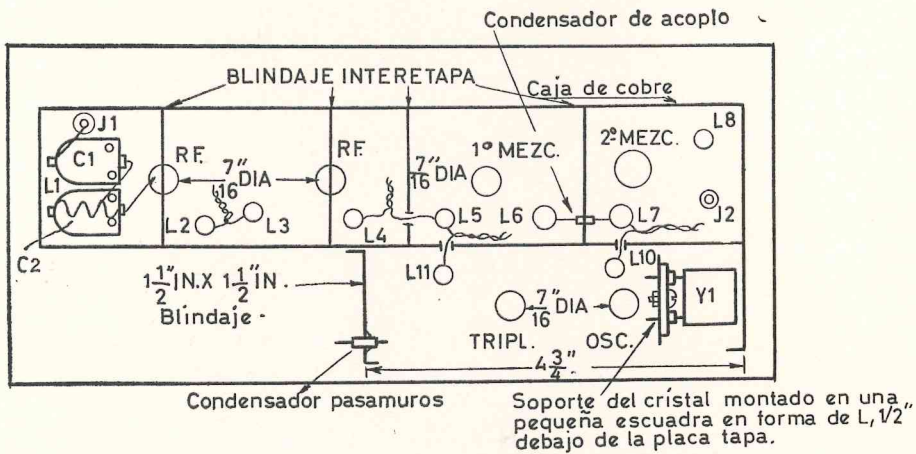 Condensador de acoplo
BLINDAJE INTERETAPA
Caja de cobre
J1
C1
L1
C2
R.F.
7/16" DIA
R.F.
7/16" DIA
1º MEZC.
2º MEZC.
L8
L2
L3
L4
L5
L6
L7
J2
L11
L10
1 1/2" IN. X 1 1/2" IN.
Blindaje -
7/16" DIA
Y1
TRIPL.
OSC.
4 3/4"
Condensador pasamuros
Soporte del cristal montado en una
pequeña escuadra en forma de L, 1/2"
debajo de la placa tapa.